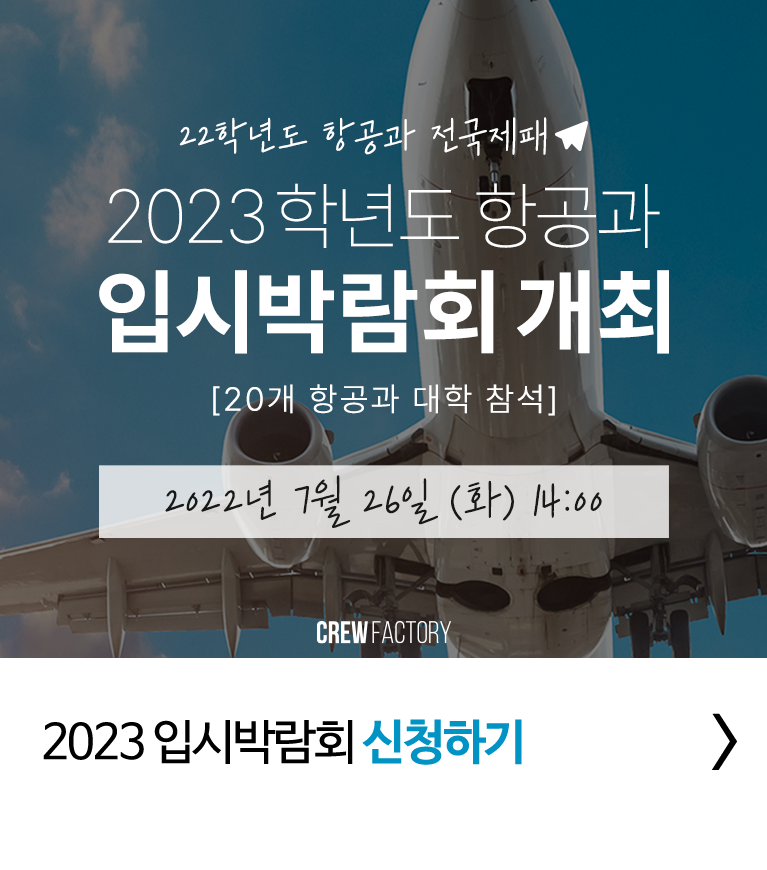 22학년도 항공과 전국제패
2023학년도 항공과
입시박람회 개최
[20개 항공과 대학 참석]
2022년 7월 26일 (화) 14:00
CREW FACTORY
2023 입시박람회 신청하기